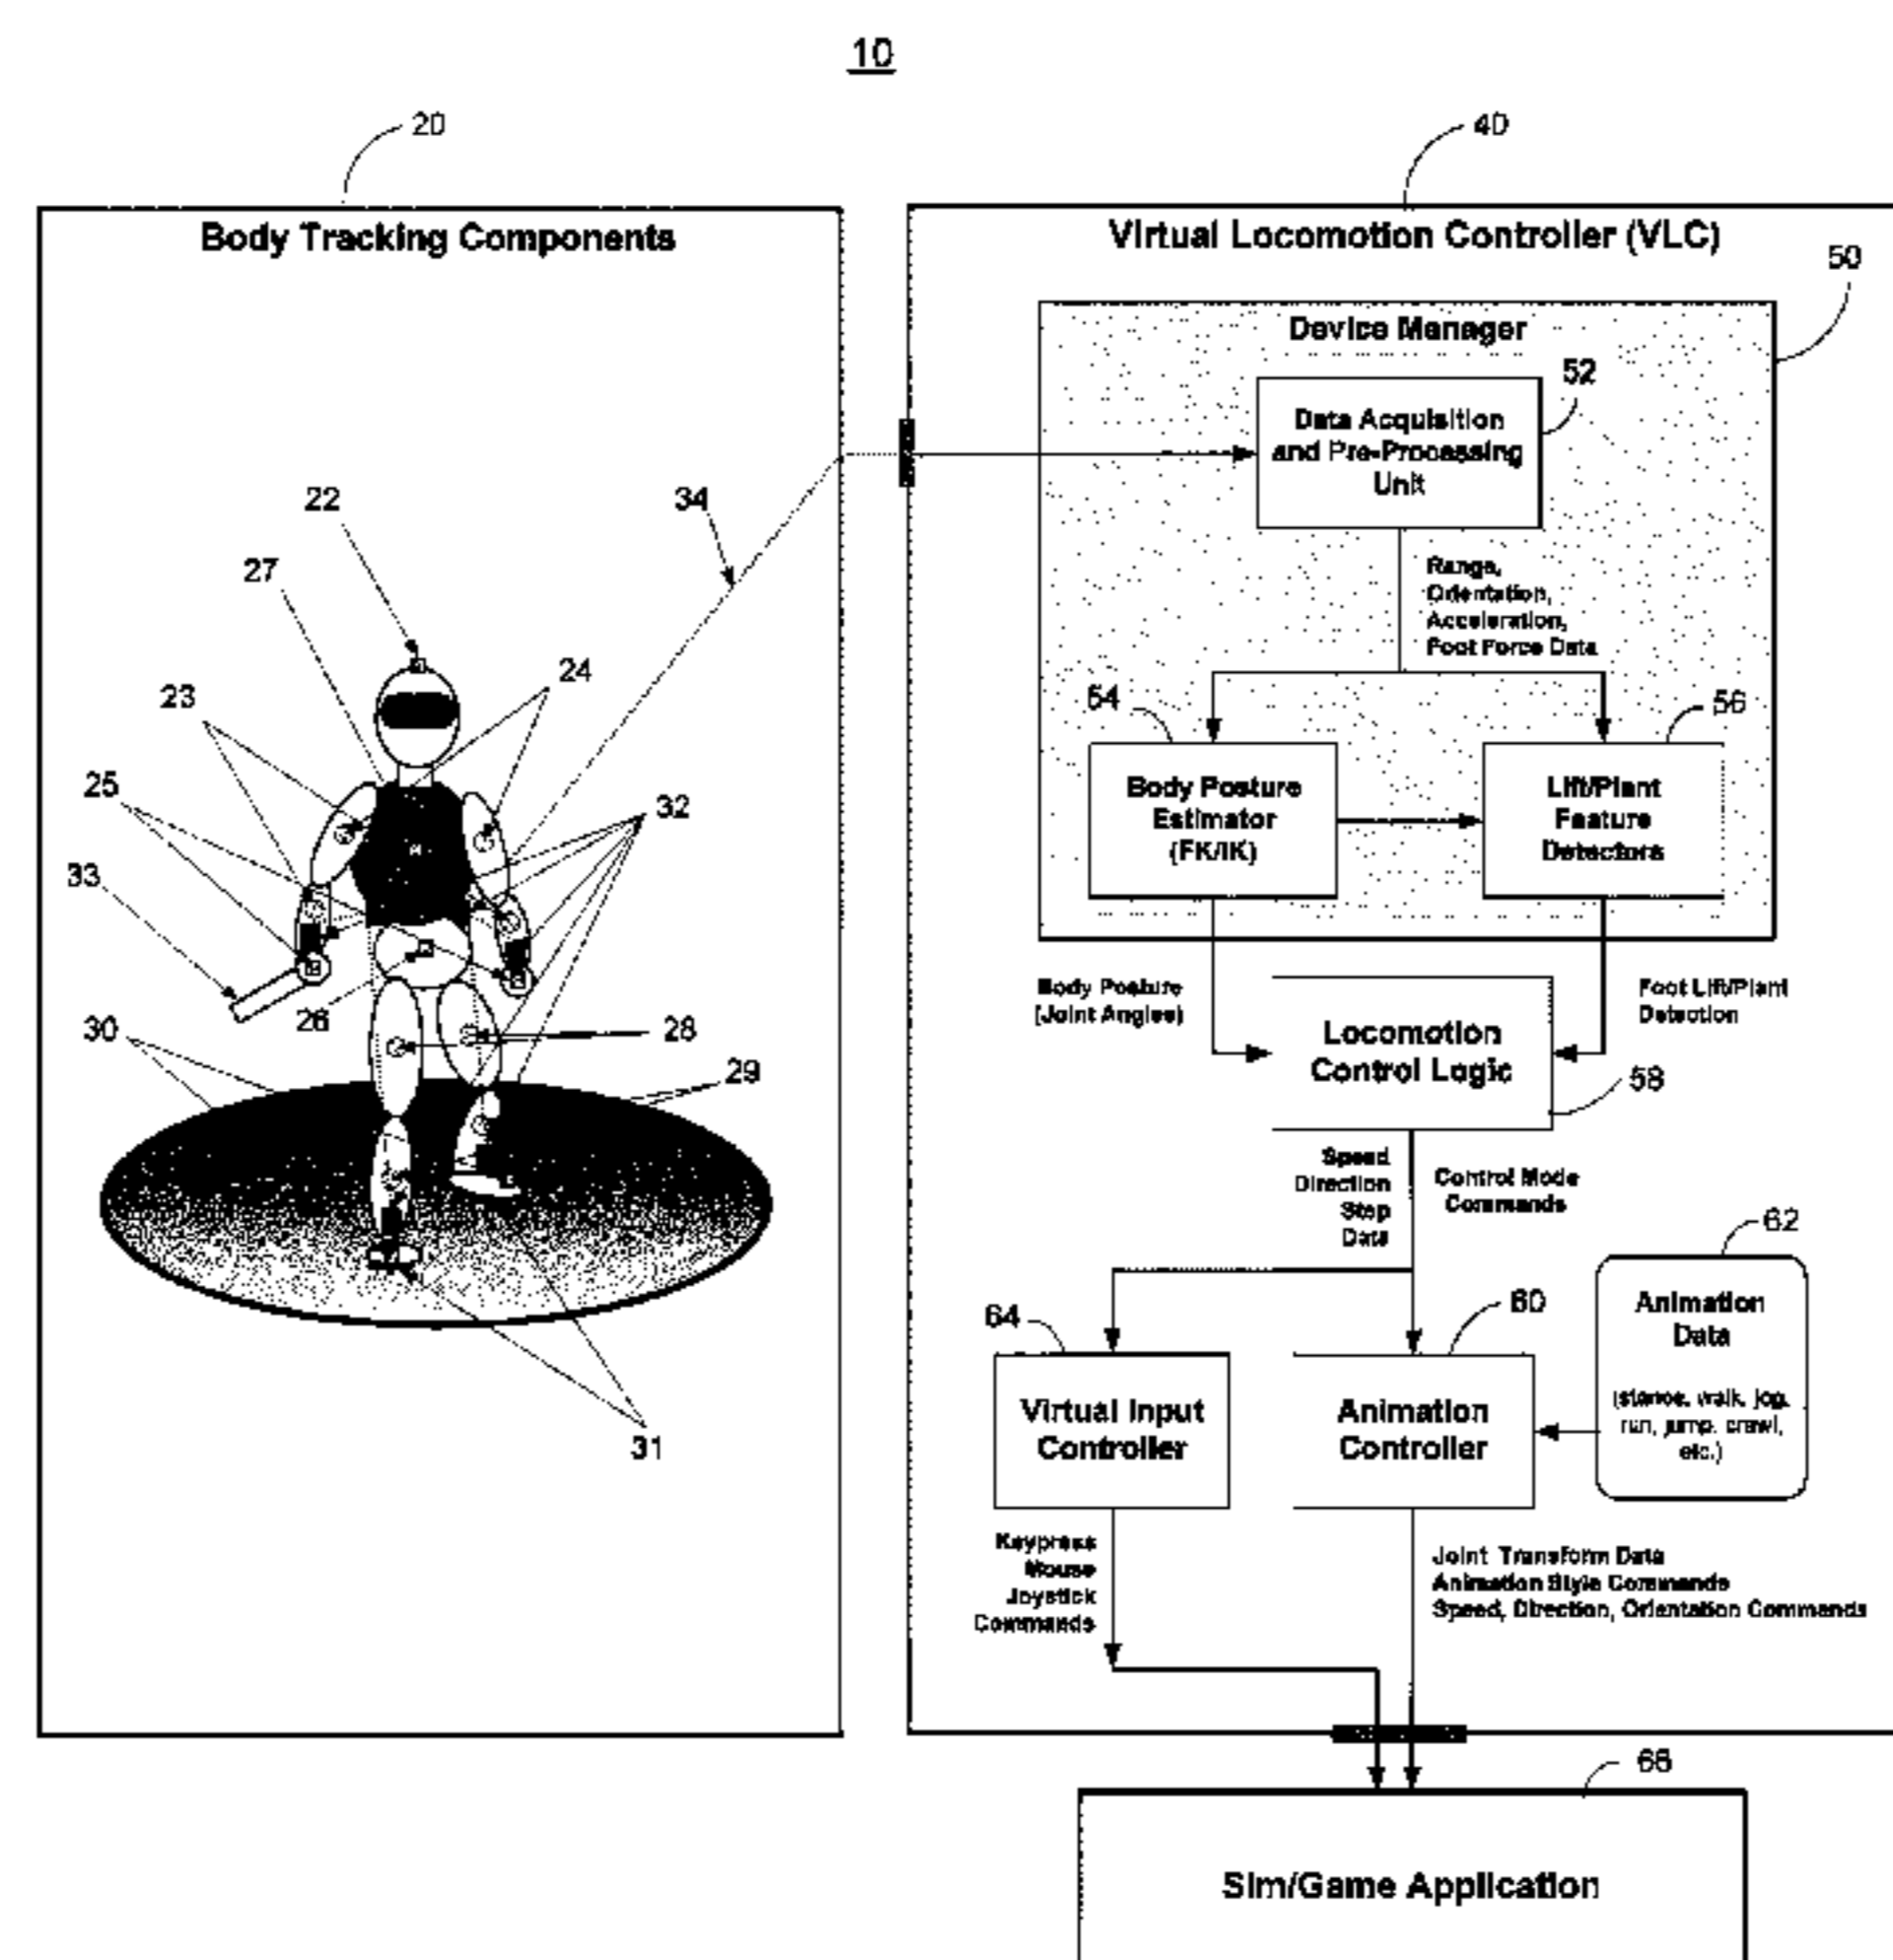 10
20
40
Body Tracking Components
Virtual Locomotion Controller (VLC)
50
Device Manager
52
Data Acquisition
and Pre-Processing
Unit
22
34
27
Range,
Orientation,
Acceleration,
Foot Force Data
24
23
54
56
25
32
Body Posture
Estimator
(FK/IK)
Lift/Plant
Feature
Detectors
33
26
Body Posture
(Joint Angles)
Foot Lift/Plant
Detection
30
28
Locomotion
Control Logic
29
58
Speed
Direction
Step
Data
Control Mode
Commands
62
64
60
Animation
Data
(stance, walk, jog,
run, jump, crawl,
etc.)
Virtual Input
Controller
Animation
Controller
31
Keypress
Mouse
Joystick
Commands
Joint Transform Data
Animation Style Commands
Speed, Direction, Orientation Commands
66
Sim/Game Application